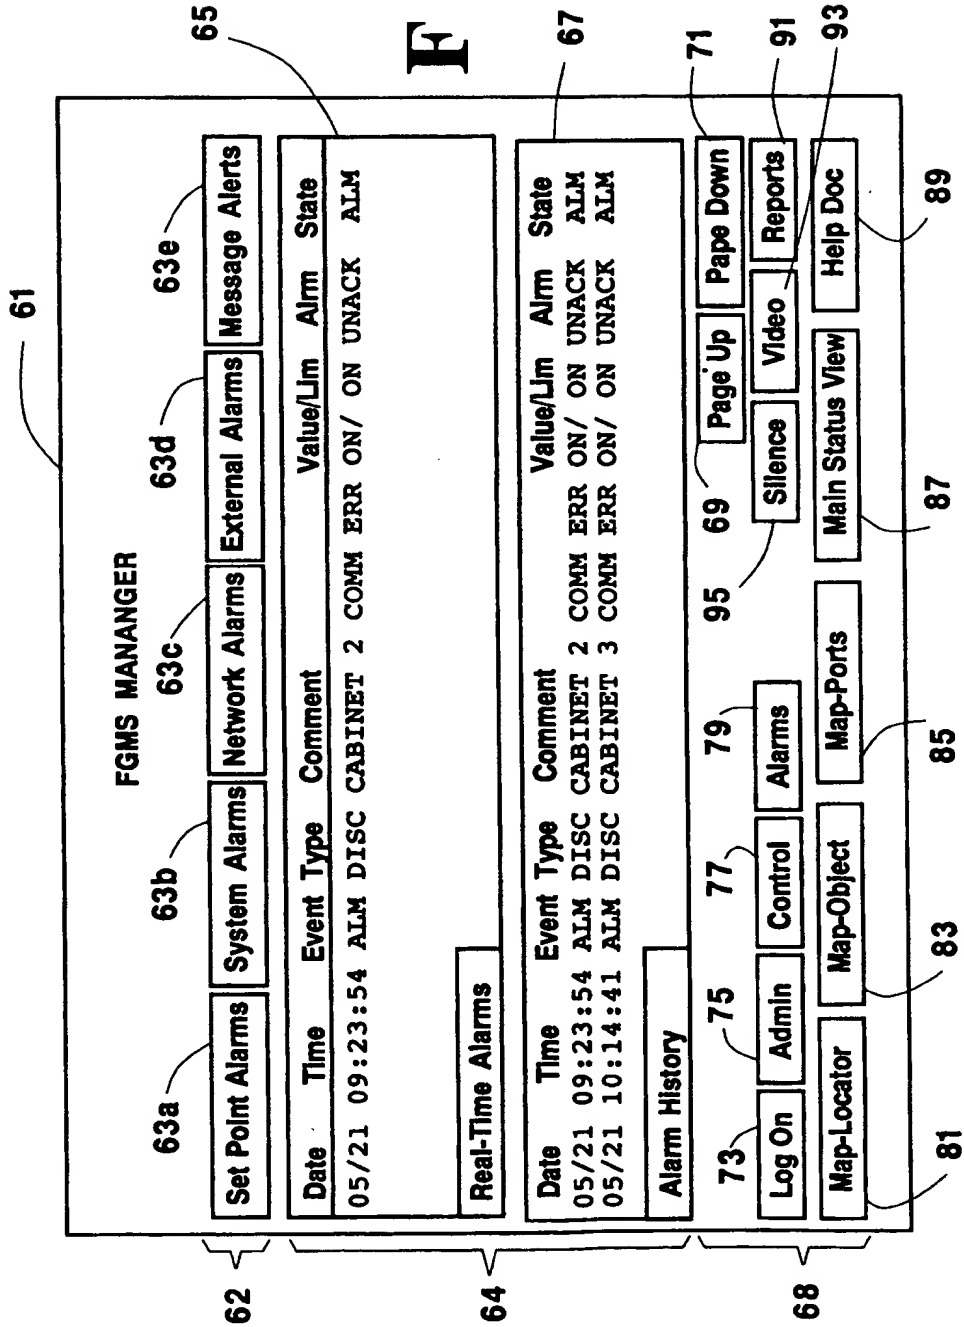 61
FGMS MANANGER
63a
63b
63c
63d
63e
62
Set Point Alarms System Alarms Network Alarms External Alarms Message Alerts
65
64
Date Time Event Type Comment Value/Lim Alrm State
05/21 09:23:54 ALM DISC CABINET 2 COMM ERR ON/ ON UNACK ALM
Real-Time Alarms
F
67
Date Time Event Type Comment Value/Lim Alrm State
05/21 09:23:54 ALM DISC CABINET 2 COMM ERR ON/ ON UNACK ALM
05/21 10:14:41 ALM DISC CABINET 3 COMM ERR ON/ ON UNACK ALM
Alarm History
69 Page Up Pape Down 71
68
73 75 77 79 95
Log On Admin Control Alarms Silence Video Reports 91
93
Map-Locator Map-Object Map-Ports Main Status View Help Doc
81 83 85 87 89